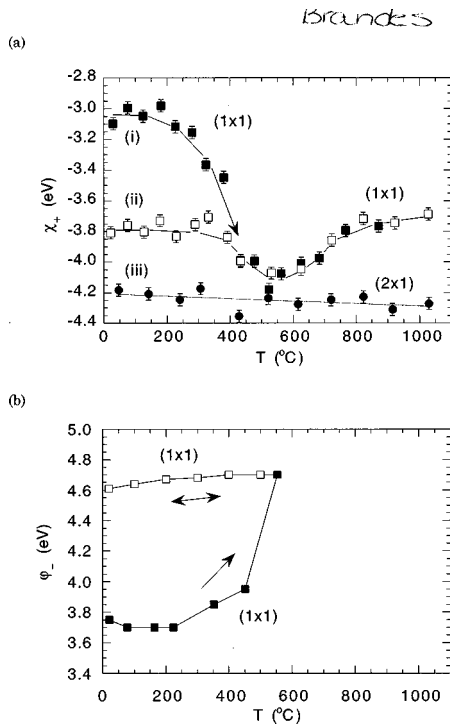 Brandes
(a)
-2.8
-3.0
-3.2
-3.4
-3.6
-3.8
-4.0
-4.2
-4.4
χ+ (eV)
(i)
(1x1)
(ii)
(1x1)
(iii)
(2x1)
0 200 400 600 800 1000
T (°C)
(b)
5.0
4.8
4.6
4.4
4.2
4.0
3.8
3.6
3.4
φ- (eV)
(1x1)
(1x1)
0 200 400 600 800 1000
T (°C)